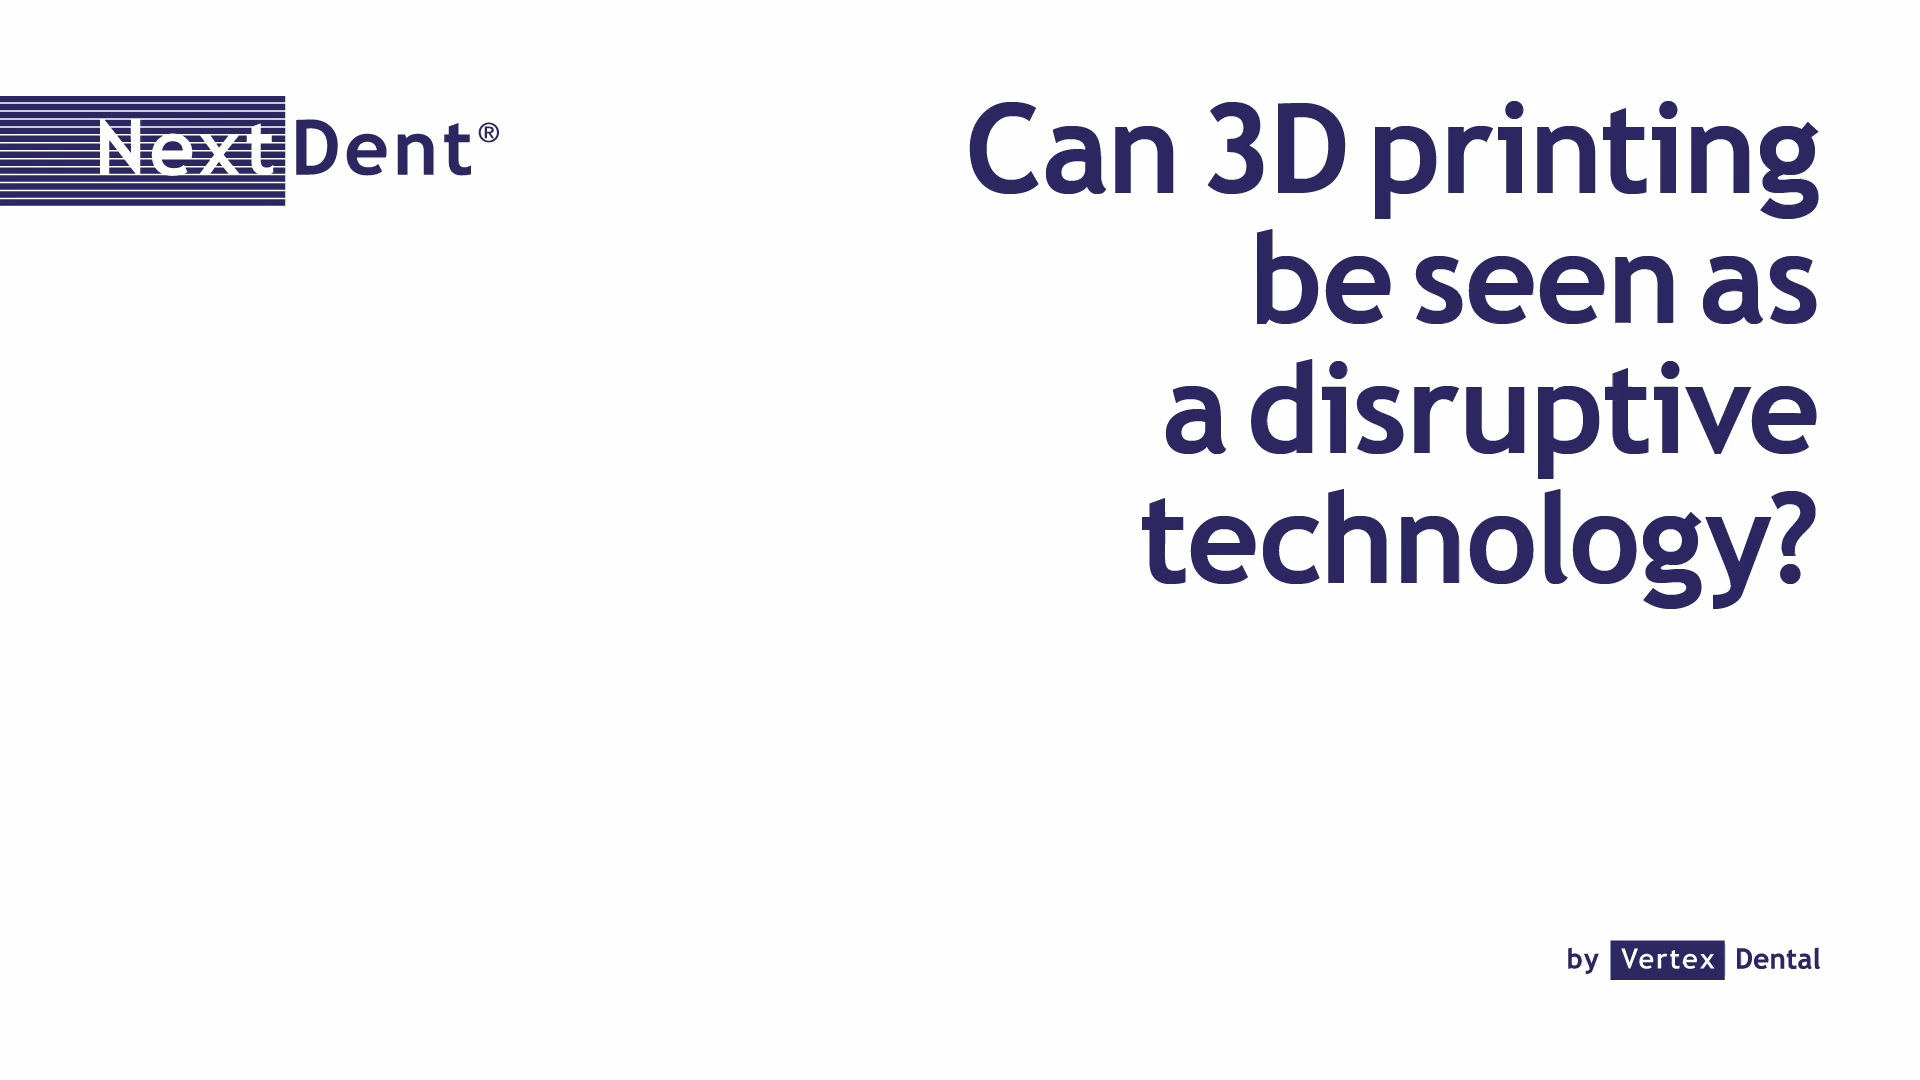 NextDent®
Can 3D printing
be seen as
a disruptive
technology?
by Vertex Dental